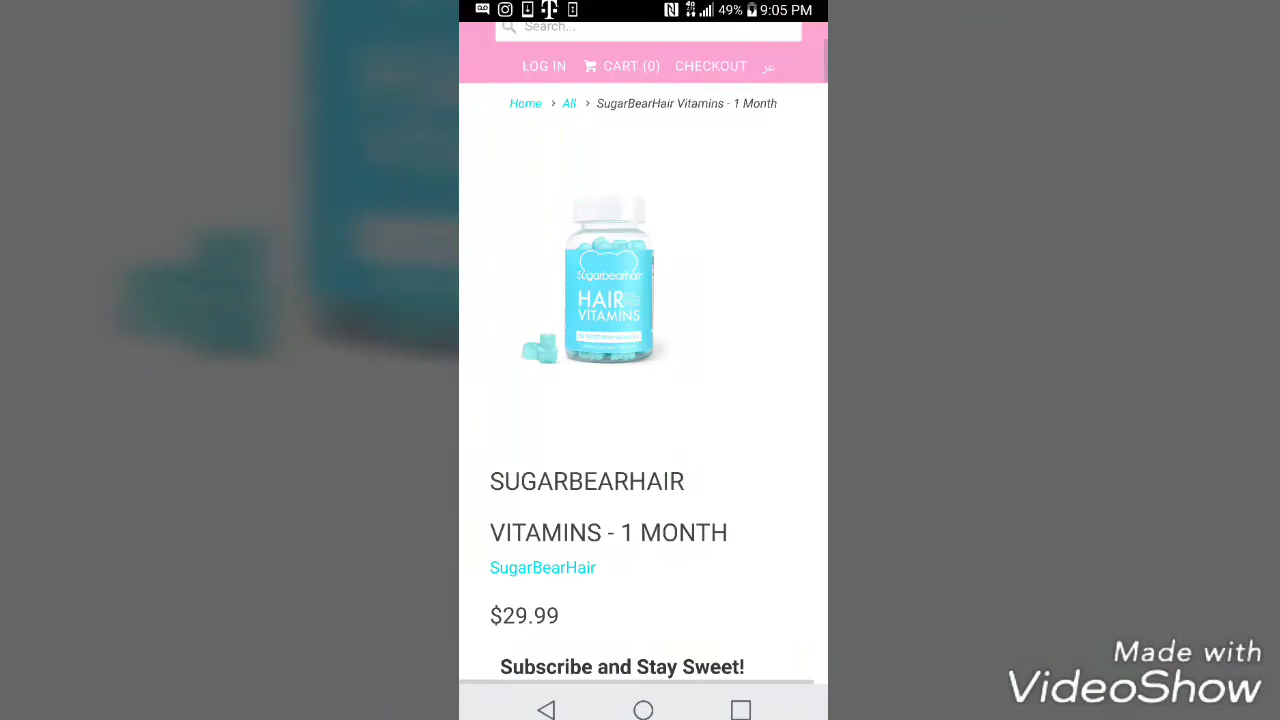 49% 9:05 PM
Search...
LOG IN CART (0) CHECKOUT عر
Home > All > SugarBearHair Vitamins - 1 Month
Sugarbearhair
HAIR
VITAMINS
SUGARBEARHAIR
VITAMINS - 1 MONTH
SugarBearHair
$29.99
Subscribe and Stay Sweet!
Made with
VideoShow